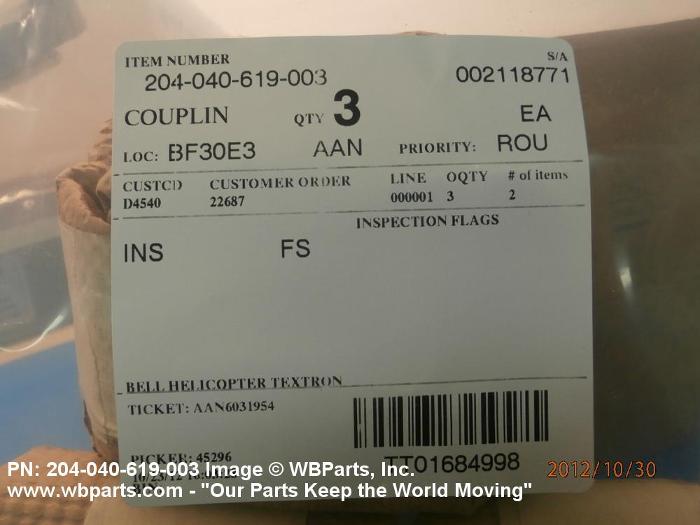 ITEM NUMBER S/A
204-040-619-003 002118771
COUPLIN QTY 3 EA
LOC: BF30E3 AAN PRIORITY: ROU
CUSTCD CUSTOMER ORDER LINE OQTY # of items
D4540 22687 000001 3 2
INSPECTION FLAGS
INS FS
BELL HELICOPTER TEXTRON
TICKET: AAN6031954
PICKER: 45296
TT01684998
2012/10/30
PN: 204-040-619-003 Image © WBParts, Inc.
www.wbparts.com - "Our Parts Keep the World Moving"